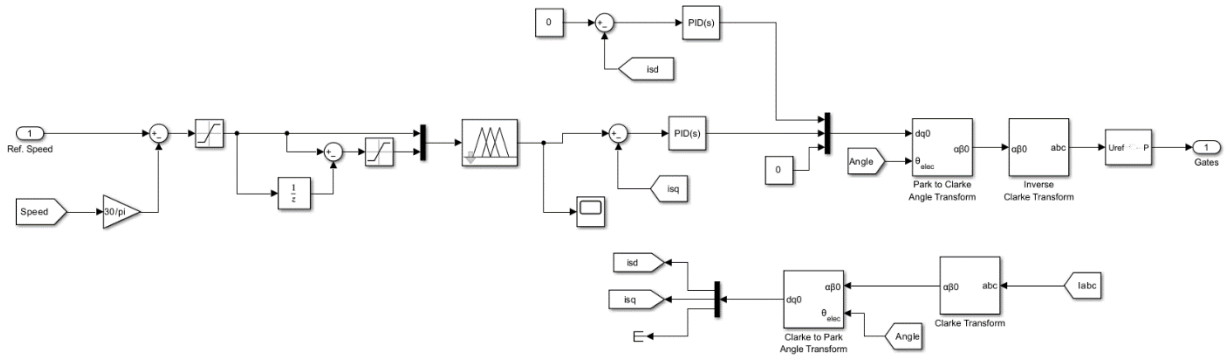 0
+
−
PID(s)
isd
1
Ref. Speed
+
−
+
−
1
z
+
−
PID(s)
isq
0
Speed
30/pi
Angle
dq0
θelec
αβ0
Park to Clarke
Angle Transform
αβ0
abc
Inverse
Clarke Transform
Uref
P
1
Gates
isd
isq
dq0
αβ0
θelec
Clarke to Park
Angle Transform
αβ0
abc
Clarke Transform
Iabc
Angle